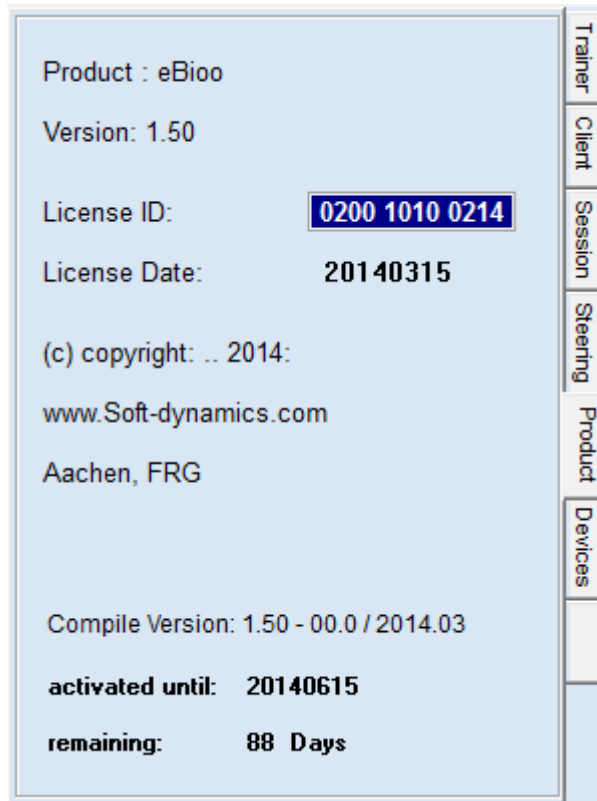 Product : eBioo
Version: 1.50
License ID: 0200 1010 0214
License Date: 20140315
(c) copyright: .. 2014:
www.Soft-dynamics.com
Aachen, FRG
Compile Version: 1.50 - 00.0 / 2014.03
activated until: 20140615
remaining: 88 Days
Trainer
Client
Session
Steering
Product
Devices